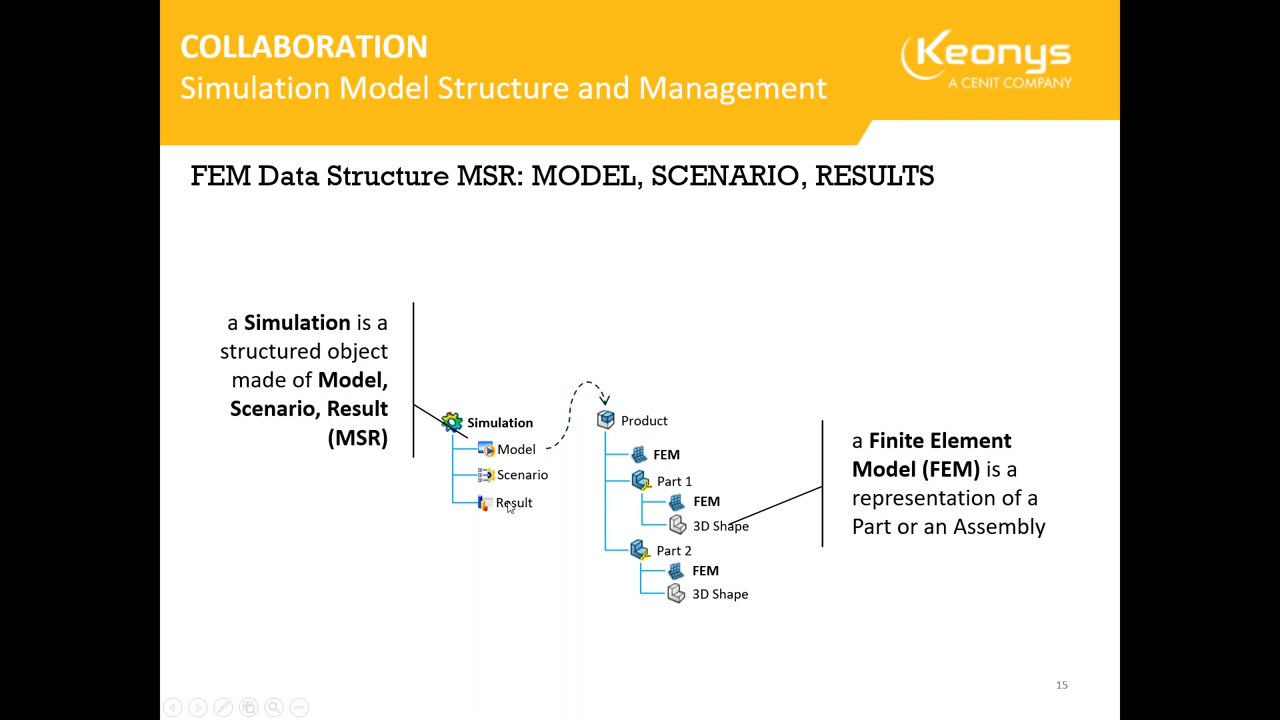 COLLABORATION
Simulation Model Structure and Management
Keonys
A CENIT COMPANY
FEM Data Structure MSR: MODEL, SCENARIO, RESULTS
a Simulation is a
structured object
made of Model,
Scenario, Result
(MSR)
Simulation
Model
Scenario
Result
Product
FEM
Part 1
FEM
3D Shape
Part 2
FEM
3D Shape
a Finite Element
Model (FEM) is a
representation of a
Part or an Assembly
15